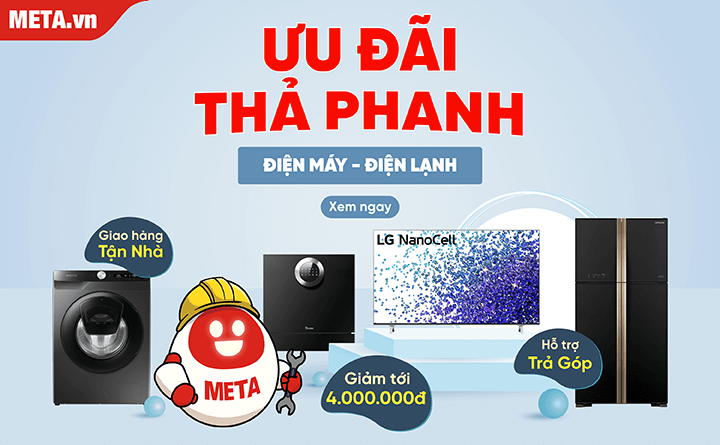 META.vn
ƯU ĐÃI
THẢ PHANH
ĐIỆN MÁY - ĐIỆN LẠNH
Xem ngay
Giao hàng
Tận Nhà
LG NanoCell
META
Giảm tới
4.000.000đ
Hỗ trợ
Trả Góp